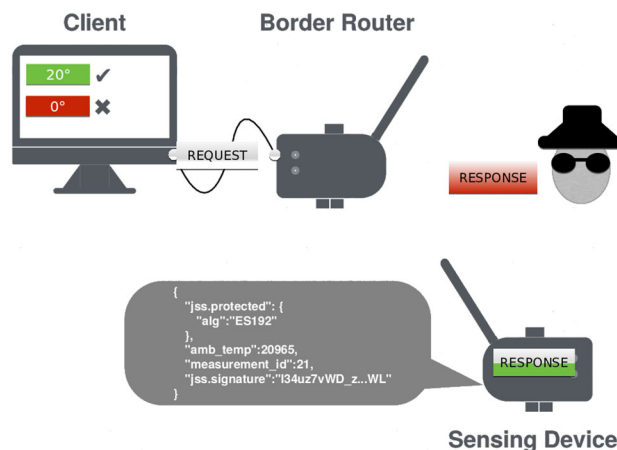 Client
Border Router
20° ✔
0° ✖
REQUEST
RESPONSE
{
"jss.protected": {
"alg":"ES192"
},
"amb_temp":20965,
"measurement_id":21,
"jss.signature":"I34uz7vWD_z...WL"
}
RESPONSE
Sensing Device